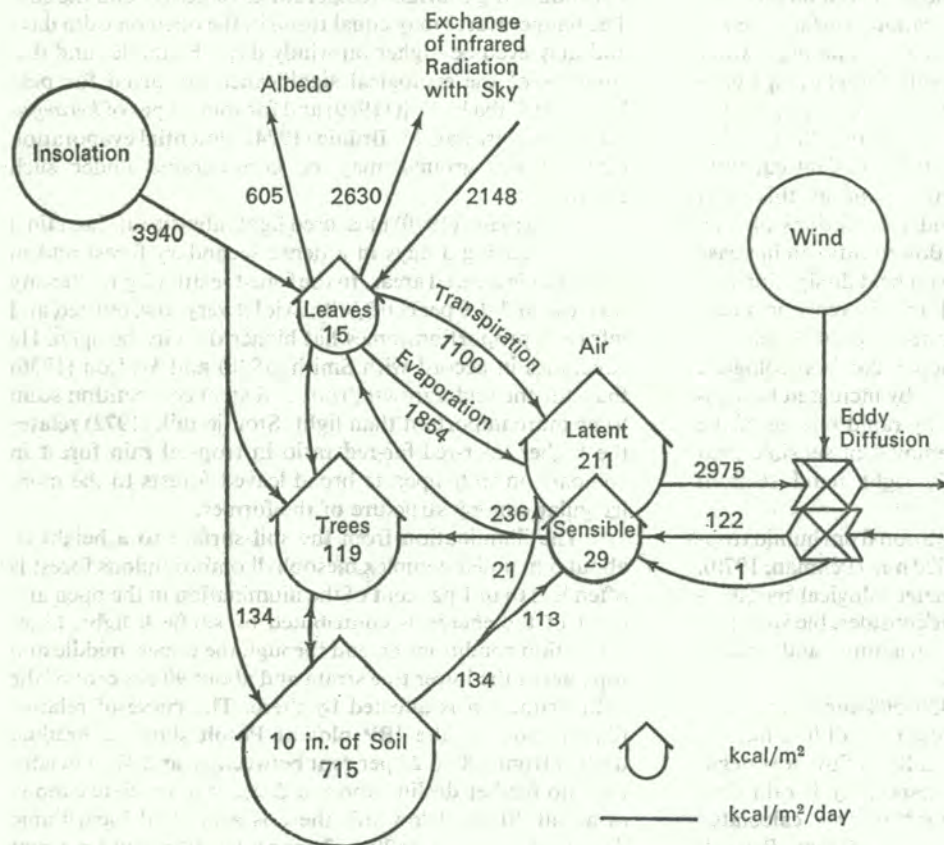 Exchange
of infrared
Radiation
with Sky
Albedo
Insolation
605
2630
2148
3940
Wind
Leaves
15
Transpiration
1100
Evaporation
1854
Air
Latent
211
Eddy
Diffusion
2975
Trees
119
236
Sensible
29
122
1
21
134
113
134
10 in. of Soil
715
kcal/m²
kcal/m²/day